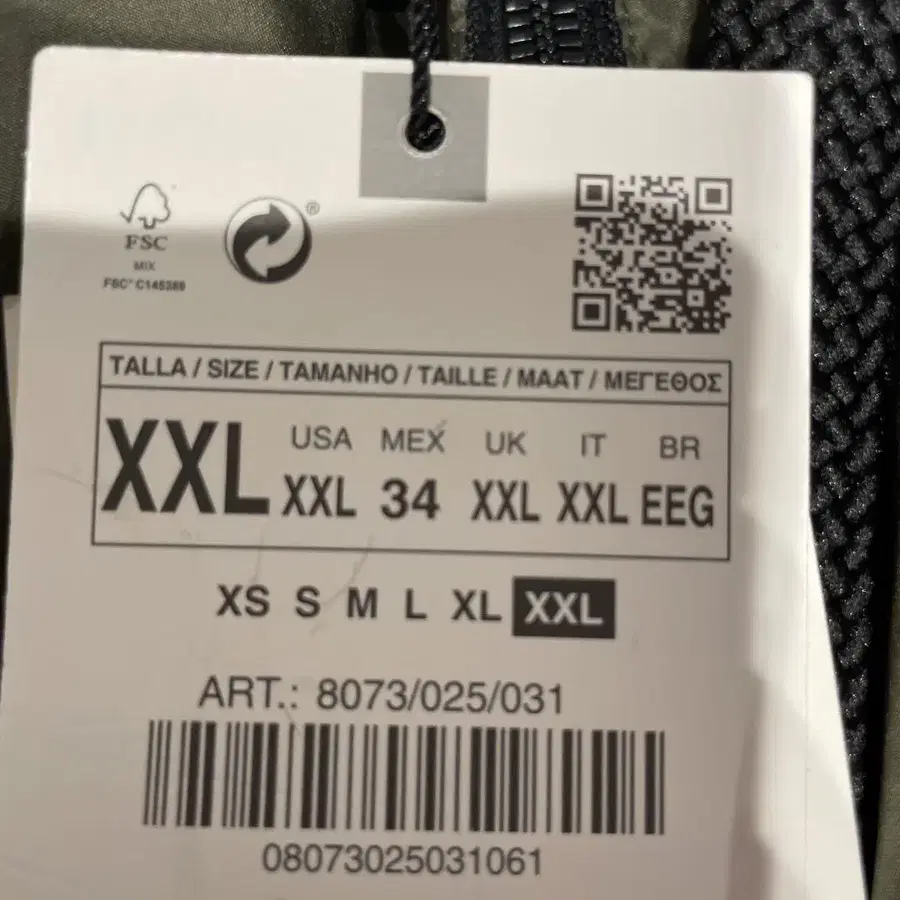 FSC
MIX
FSC® C145389
®
TALLA / SIZE / TAMANHO / TAILLE / MAAT / ΜΕΓΕΘΟΣ
XXL
USA MEX UK IT BR
XXL 34 XXL XXL EEG
XS S M L XL XXL
ART.: 8073/025/031
08073025031061